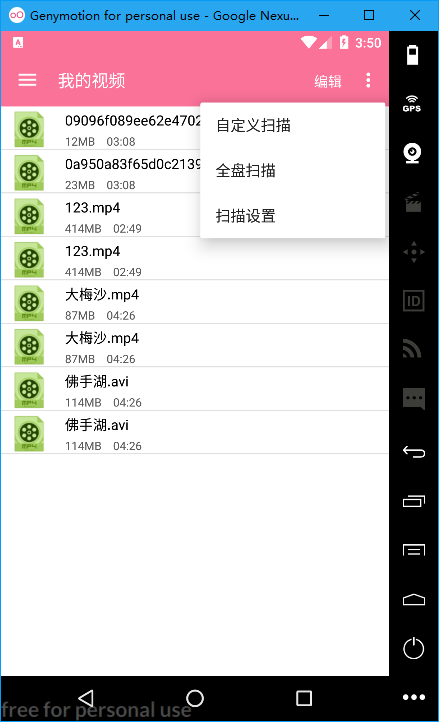 Genymotion for personal use - Google Nexu...
A
3:50
我的视频
编辑
09096f089ee62e4702
12MB 03:08
0a950a83f65d0c2139
23MB 03:08
123.mp4
414MB 02:49
123.mp4
414MB 02:49
大梅沙.mp4
87MB 04:26
大梅沙.mp4
87MB 04:26
佛手湖.avi
114MB 04:26
佛手湖.avi
114MB 04:26
自定义扫描
全盘扫描
扫描设置
GPS
ID
free for personal use